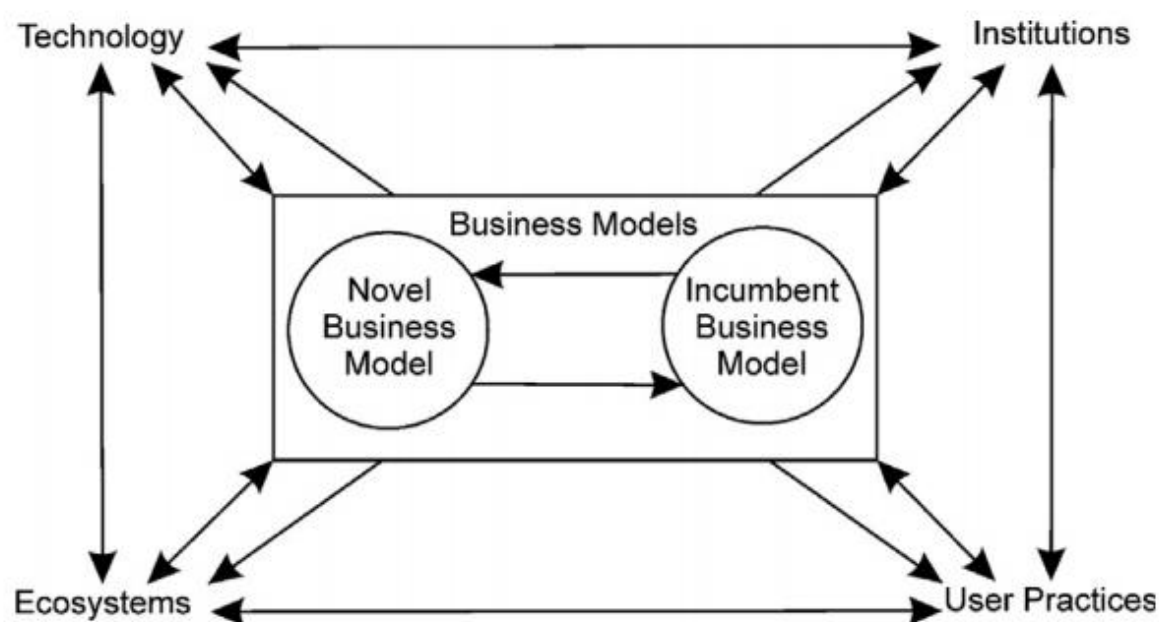 Technology
Institutions
Business Models
Novel
Business
Model
Incumbent
Business
Model
Ecosystems
User Practices